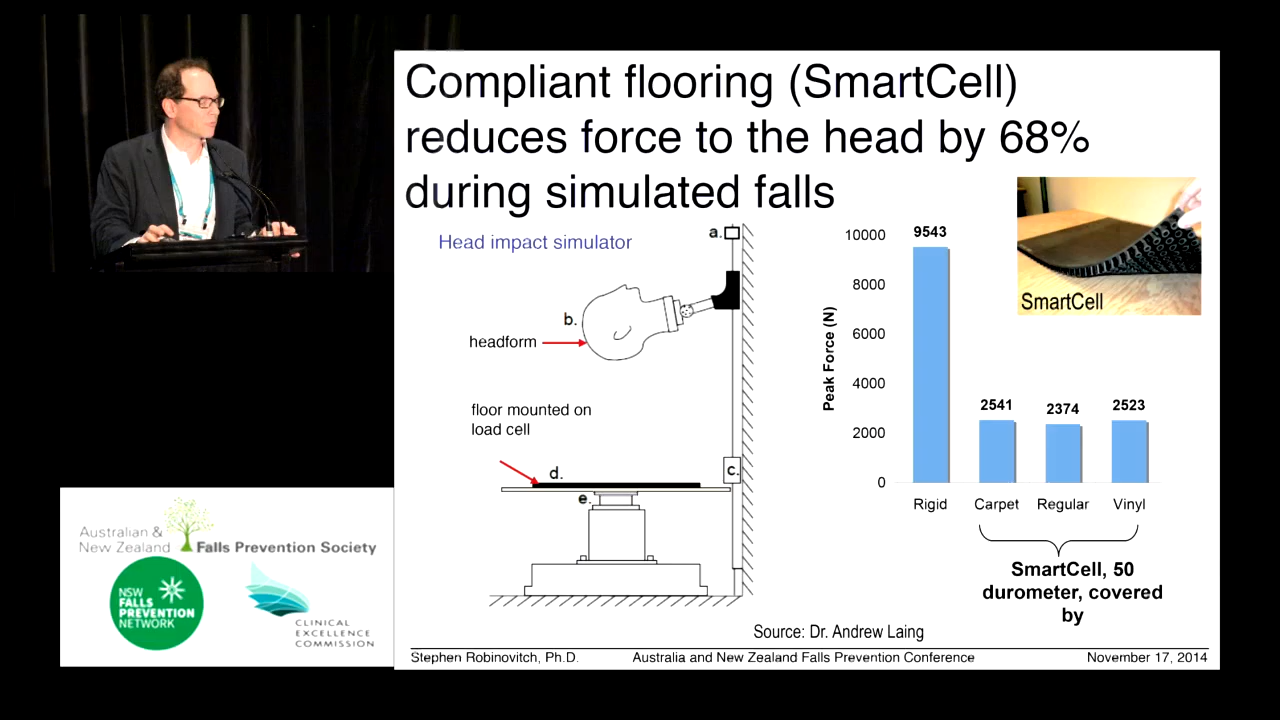 Compliant flooring (SmartCell)
reduces force to the head by 68%
during simulated falls
Head impact simulator
a.
b.
headform
floor mounted on
load cell
c.
d.
e.
SmartCell
Peak Force (N)
10000
8000
6000
4000
2000
0
9543
2541
2374
2523
Rigid
Carpet
Regular
Vinyl
SmartCell, 50
durometer, covered
by
Source: Dr. Andrew Laing
Stephen Robinovitch, Ph.D.
Australia and New Zealand Falls Prevention Conference
November 17, 2014
Australian &
New Zealand
Falls Prevention Society
NSW
FALLS
PREVENTION
NETWORK
CLINICAL
EXCELLENCE
COMMISSION